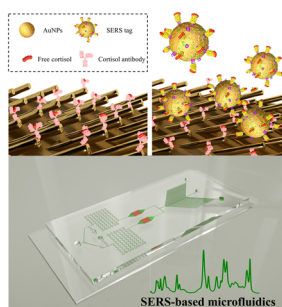 AuNPs
SERS tag
Free cortisol
Cortisol antibody
SERS-based microfluidics